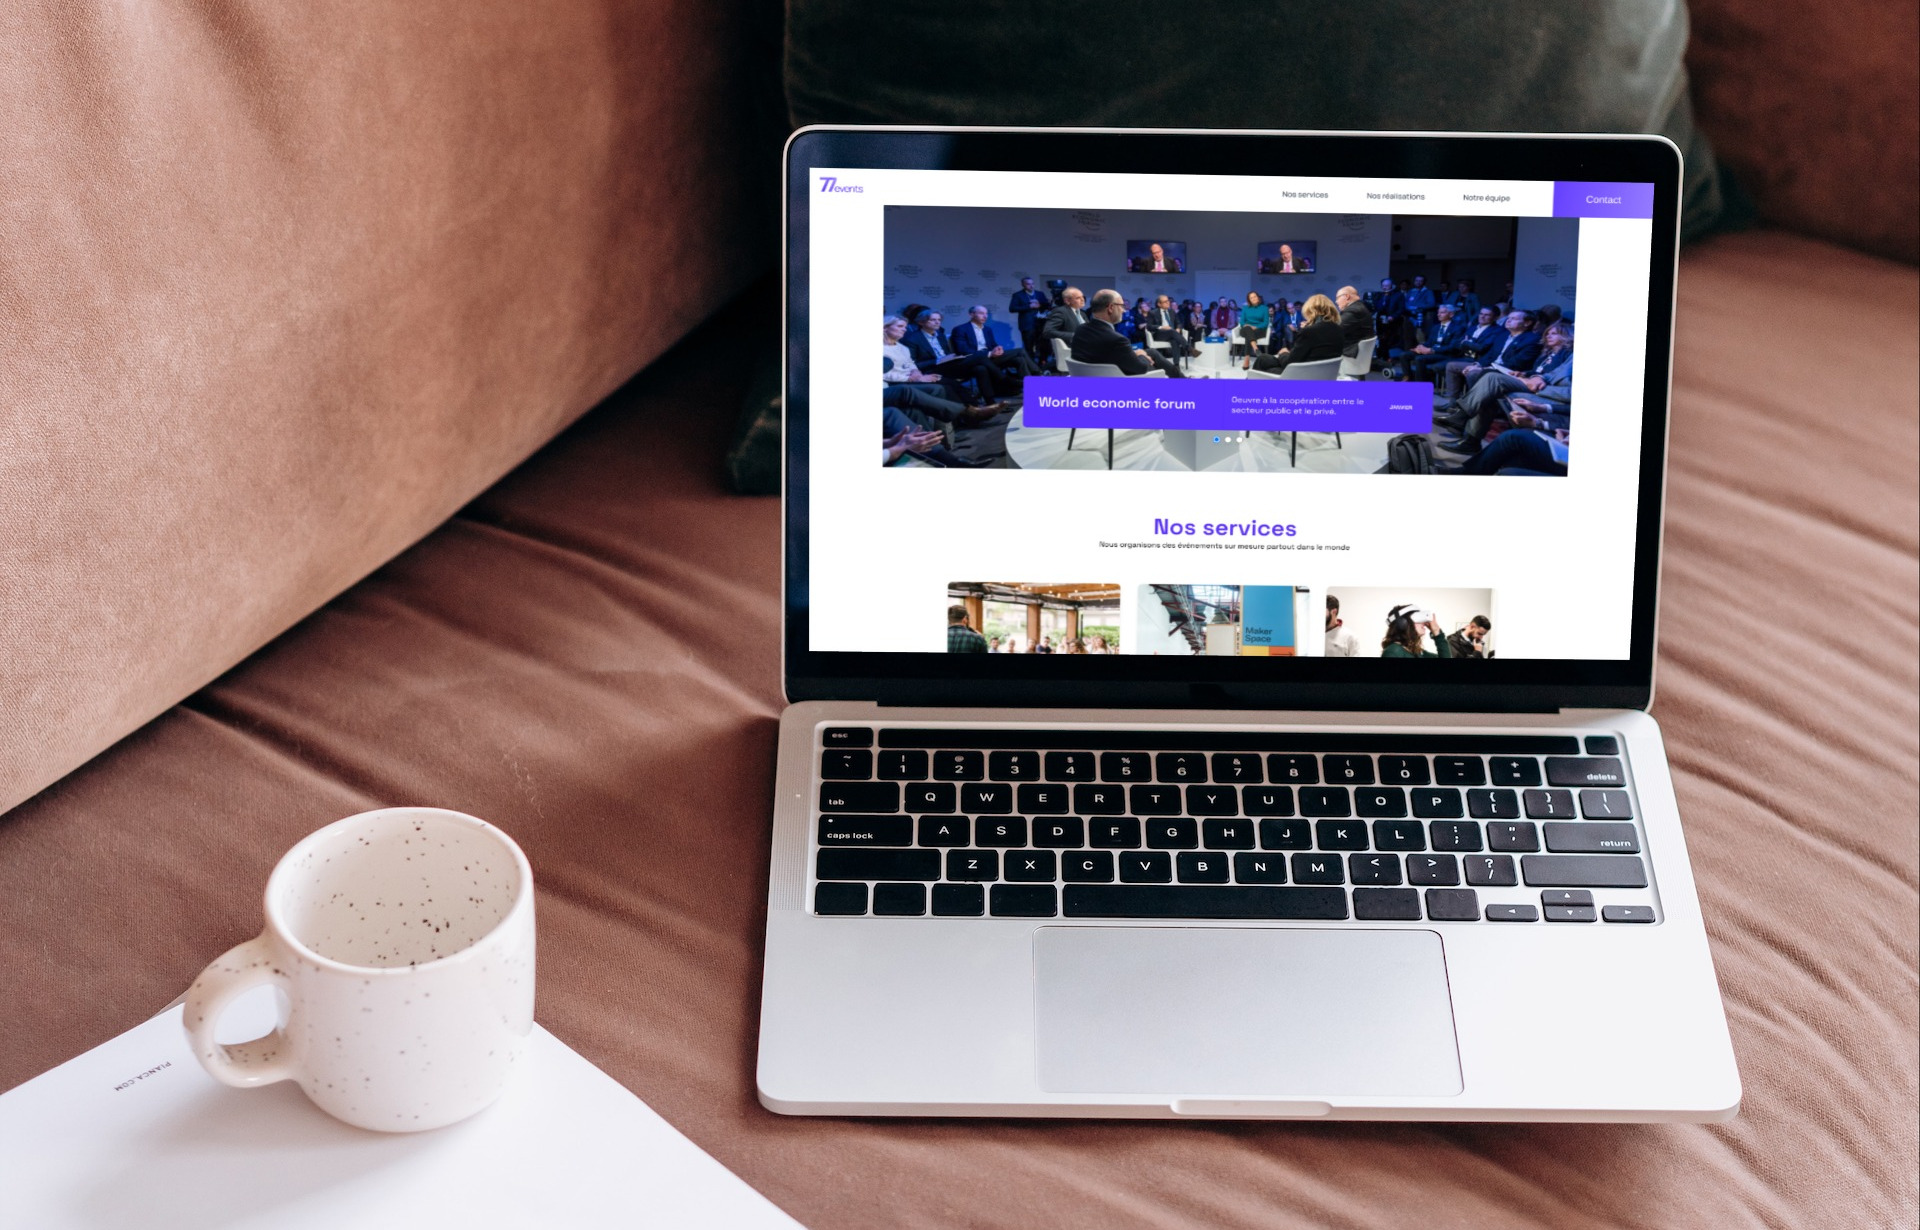 77events
Nos services
Nos réalisations
Notre équipe
Contact
World economic forum
Oeuvre à la coopération entre le
secteur public et le privé.
JANVIER
Nos services
Nous organisons des événements sur mesure partout dans le monde
Maker
Space
esc
~ ` ! 1 @ 2 # 3 $ 4 % 5 ^ 6 & 7 * 8 ( 9 ) 0 — - + = delete
tab Q W E R T Y U I O P { [ } ] | \
caps lock A S D F G H J K L : ; " ' return
Z X C V B N M < , > . ? /
PIANCA.COM